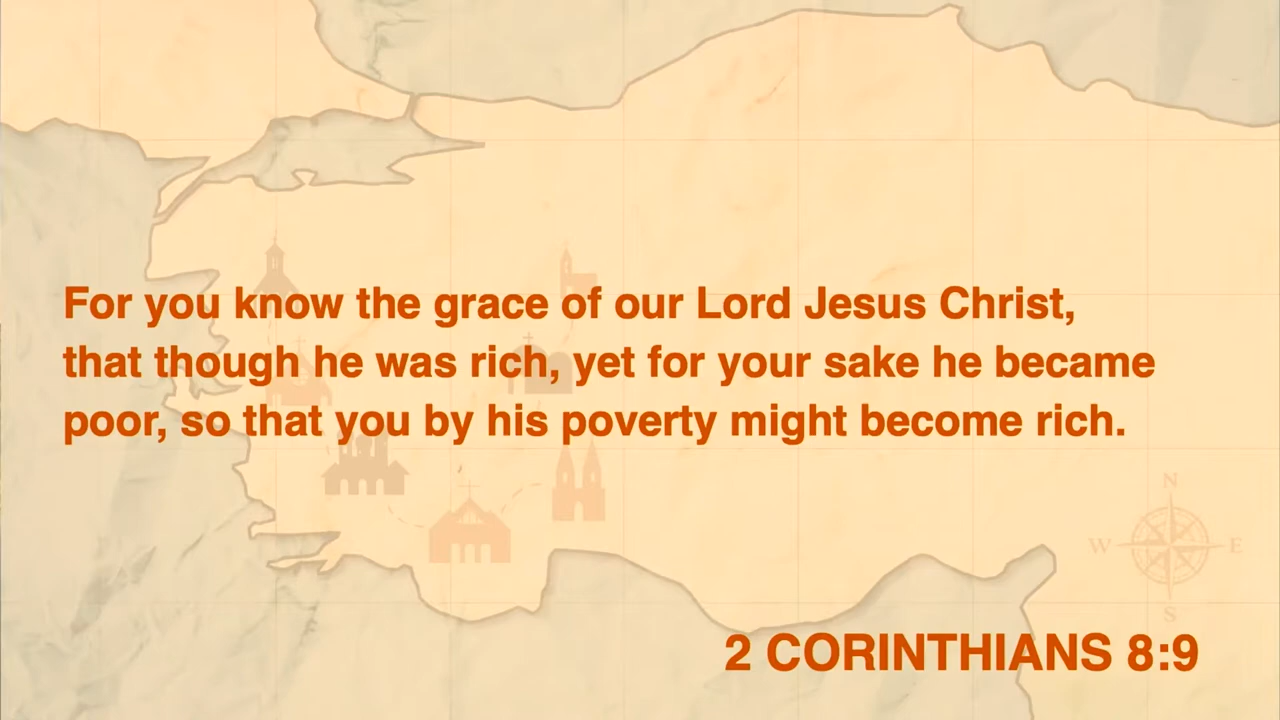 For you know the grace of our Lord Jesus Christ,
that though he was rich, yet for your sake he became
poor, so that you by his poverty might become rich.
N
W E
S
2 CORINTHIANS 8:9